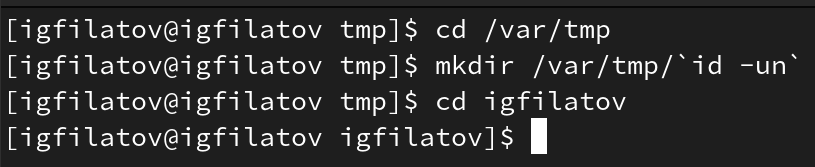 [igfilatov@igfilatov tmp]$ cd /var/tmp
[igfilatov@igfilatov tmp]$ mkdir /var/tmp/`id -un`
[igfilatov@igfilatov tmp]$ cd igfilatov
[igfilatov@igfilatov igfilatov]$